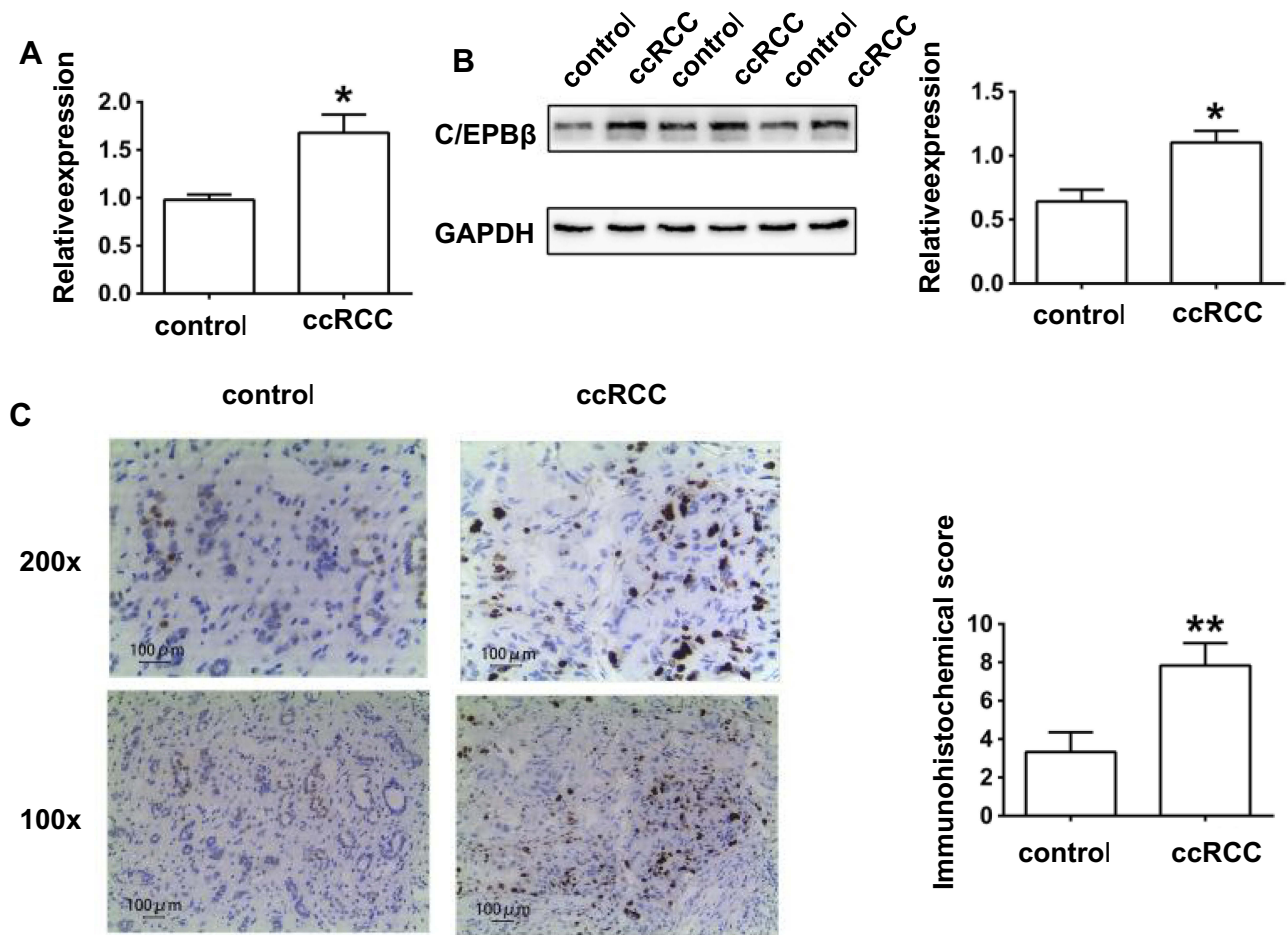 A
Relativeexpression
2.0
1.5
1.0
0.5
0.0
*
control
ccRCC
B
control
ccRCC
control
ccRCC
control
ccRCC
C/EPBβ
GAPDH
Relativeexpression
1.5
1.0
0.5
0.0
*
control
ccRCC
C
control
ccRCC
200x
100μm
100μm
100x
100μm
100μm
Immunohistochemical score
10
8
6
4
2
0
**
control
ccRCC